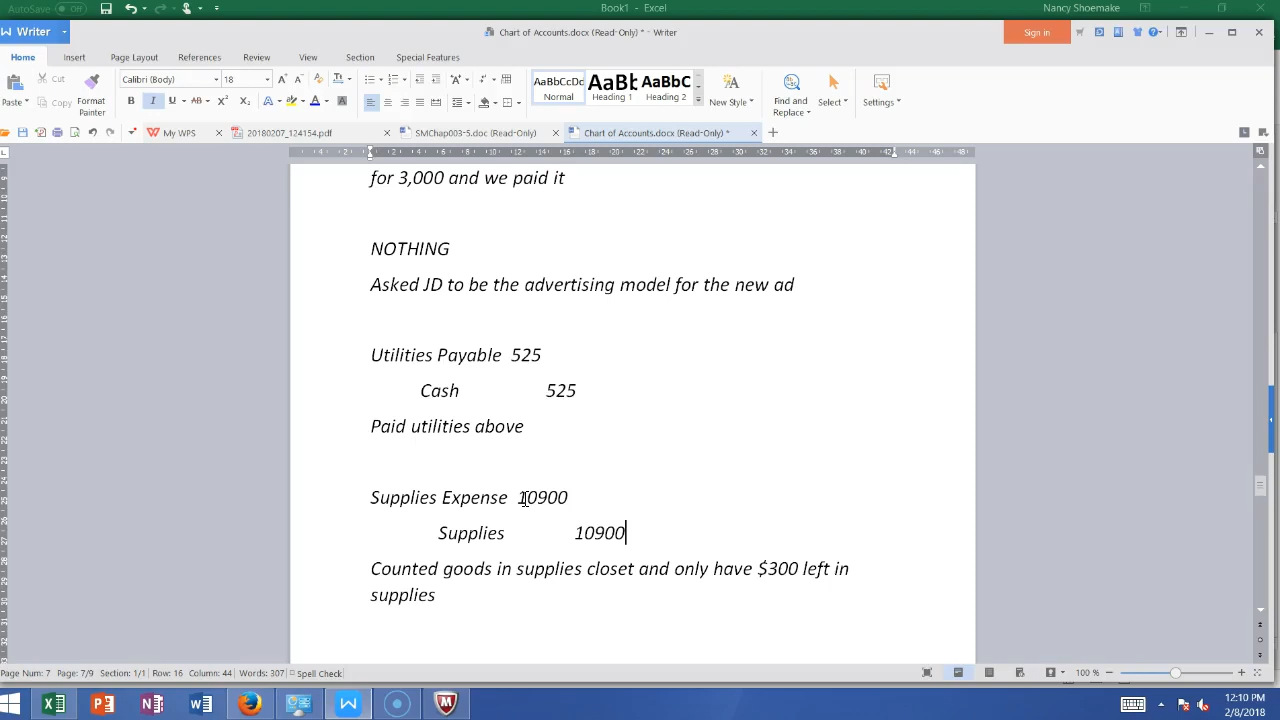 AutoSave Off Book1 - Excel Nancy Shoemake
Writer Chart of Accounts.docx (Read-Only) * - Writer Sign in
Home Insert Page Layout References Review View Section Special Features
Paste Cut Copy Format Painter Calibri (Body) 18 AaBbCcDd Normal AaBb Heading 1 AaBbC Heading 2 New Style Find and Replace Select Settings
My WPS 20180207_124154.pdf SMChap003-5.doc (Read-Only) Chart of Accounts.docx (Read-Only) *
for 3,000 and we paid it
NOTHING
Asked JD to be the advertising model for the new ad
Utilities Payable 525
Cash 525
Paid utilities above
Supplies Expense 10900
Supplies 10900
Counted goods in supplies closet and only have $300 left in
supplies
Page Num: 7 Page: 7/9 Section: 1/1 Row: 16 Column: 44 Words: 307 Spell Check 100 %
12:10 PM
2/8/2018